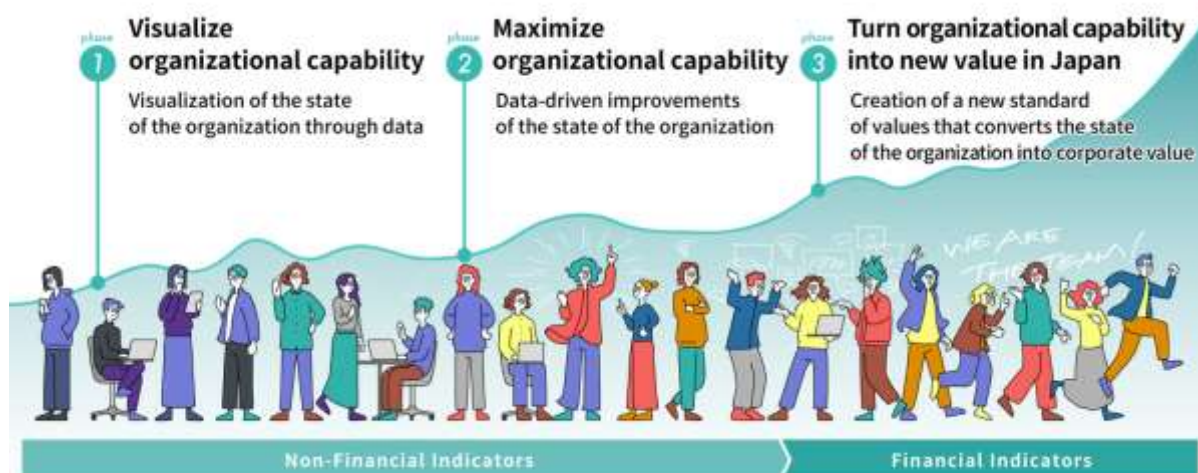 phase
1
Visualize
organizational capability
Visualization of the state
of the organization through data
phase
2
Maximize
organizational capability
Data-driven improvements
of the state of the organization
phase
3
Turn organizational capability
into new value in Japan
Creation of a new standard
of values that converts the state
of the organization into corporate value
WE ARE
THE TEAM!
Non-Financial Indicators
Financial Indicators